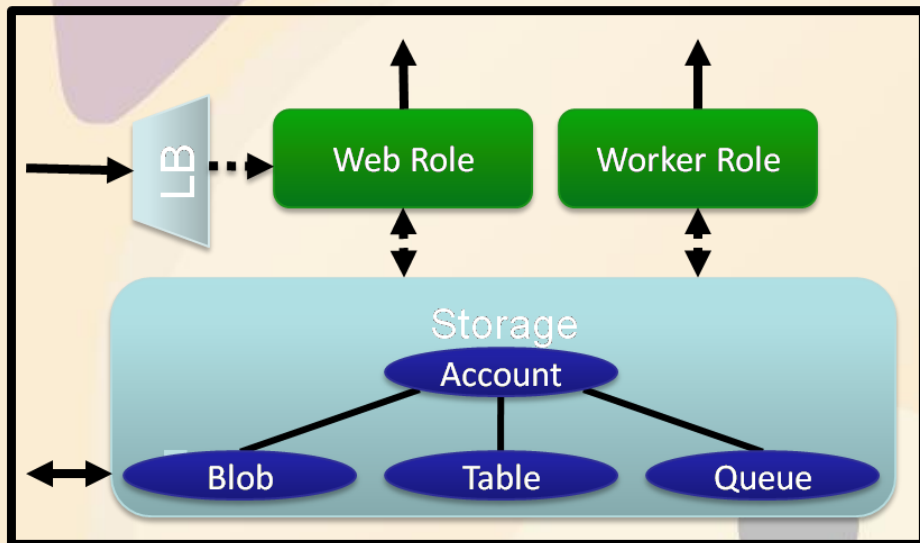 LB
Web Role
Worker Role
Storage
Account
Blob
Table
Queue